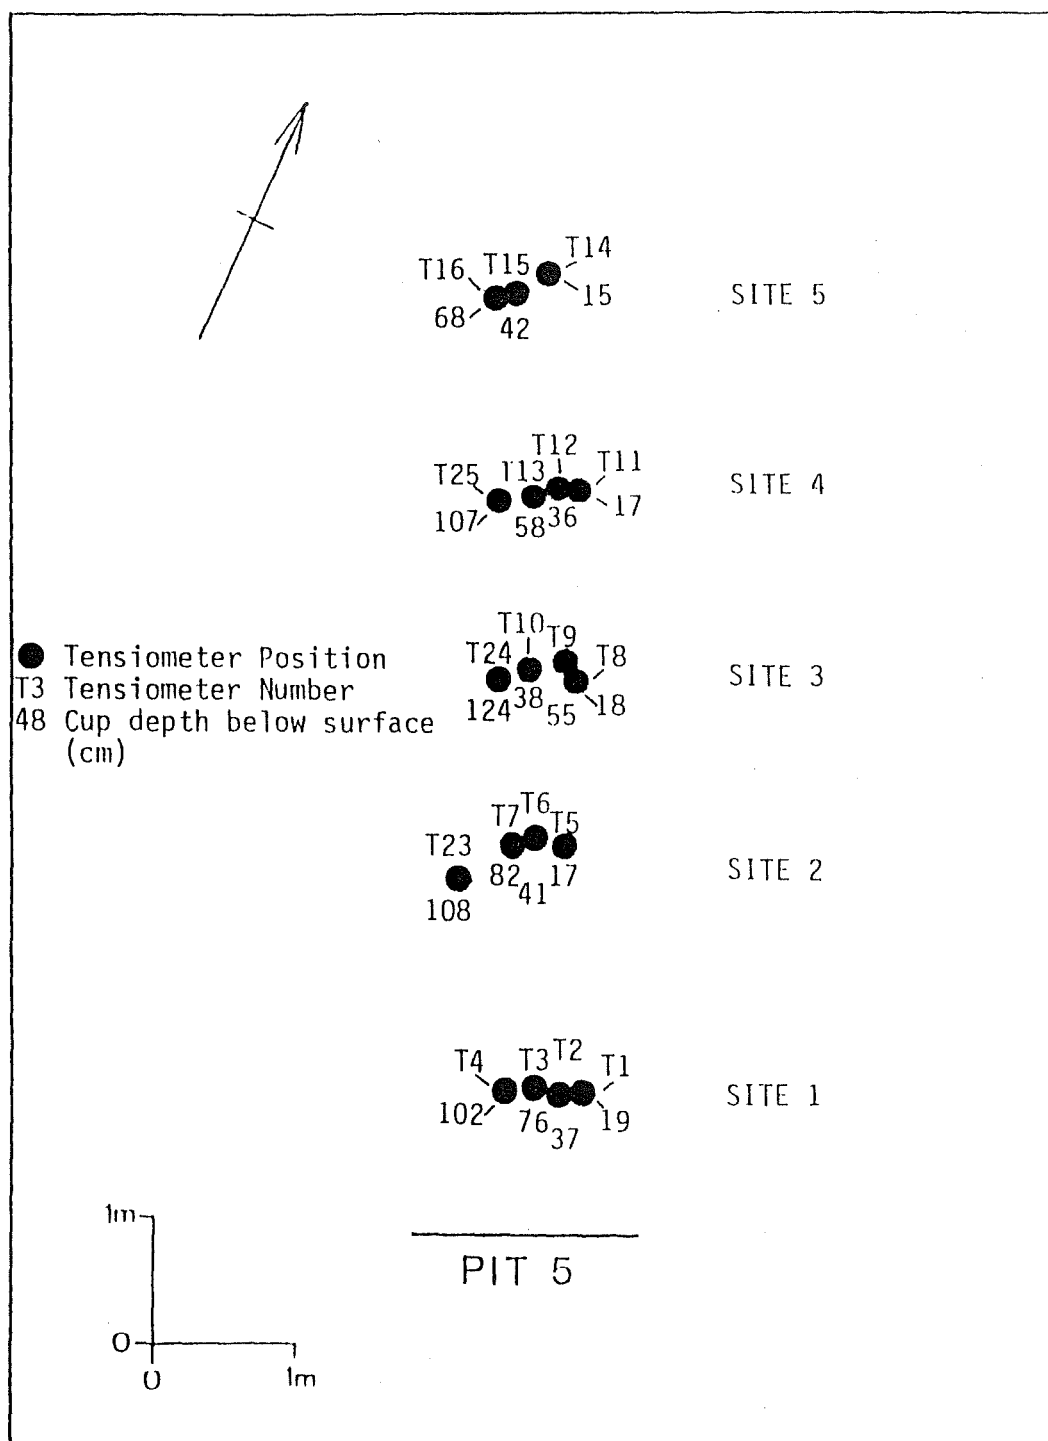 T16 T15 T14
68 42 15
SITE 5
T25 T13 T12 T11
107 58 36 17
SITE 4
T24 T10 T9 T8
124 38 55 18
SITE 3
● Tensiometer Position
T3 Tensiometer Number
48 Cup depth below surface
(cm)
T23 T7 T6 T5
108 82 41 17
SITE 2
T4 T3 T2 T1
102 76 37 19
SITE 1
1m
0
0 1m
PIT 5